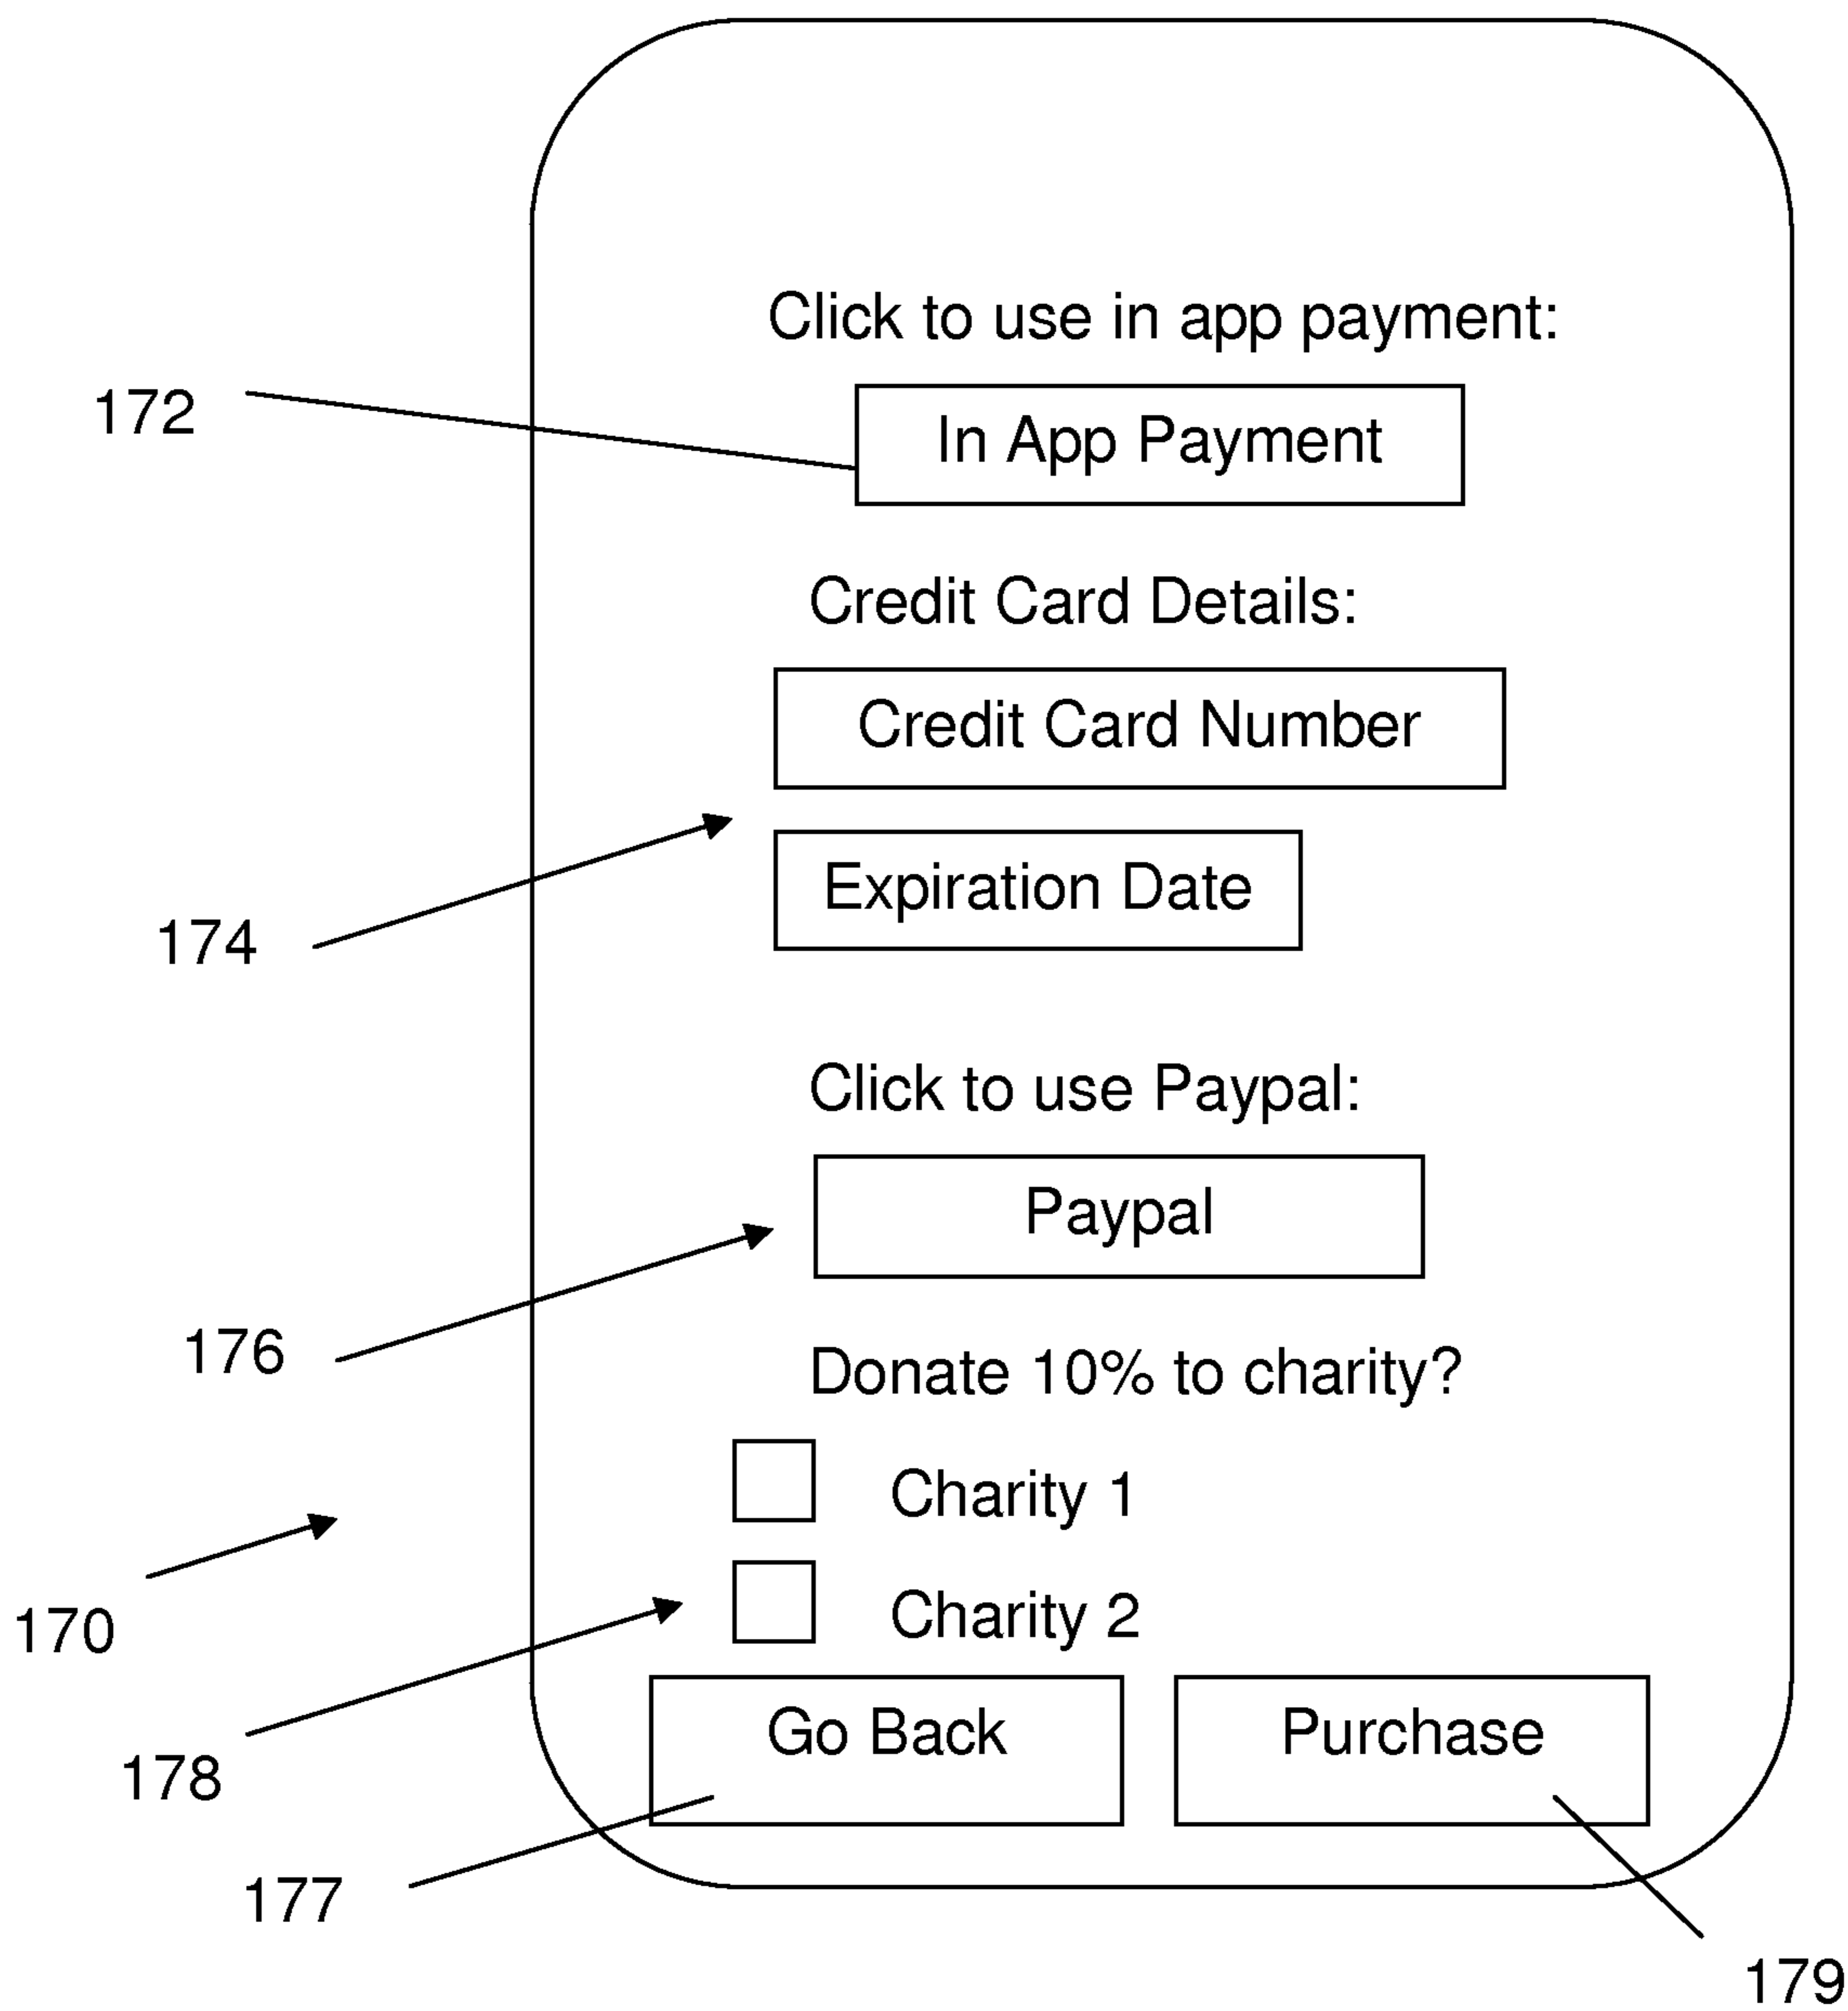 Click to use in app payment:
172
In App Payment
Credit Card Details:
Credit Card Number
Expiration Date
174
Click to use Paypal:
Paypal
176
Donate 10% to charity?
Charity 1
170
Charity 2
Go Back
Purchase
178
177
179